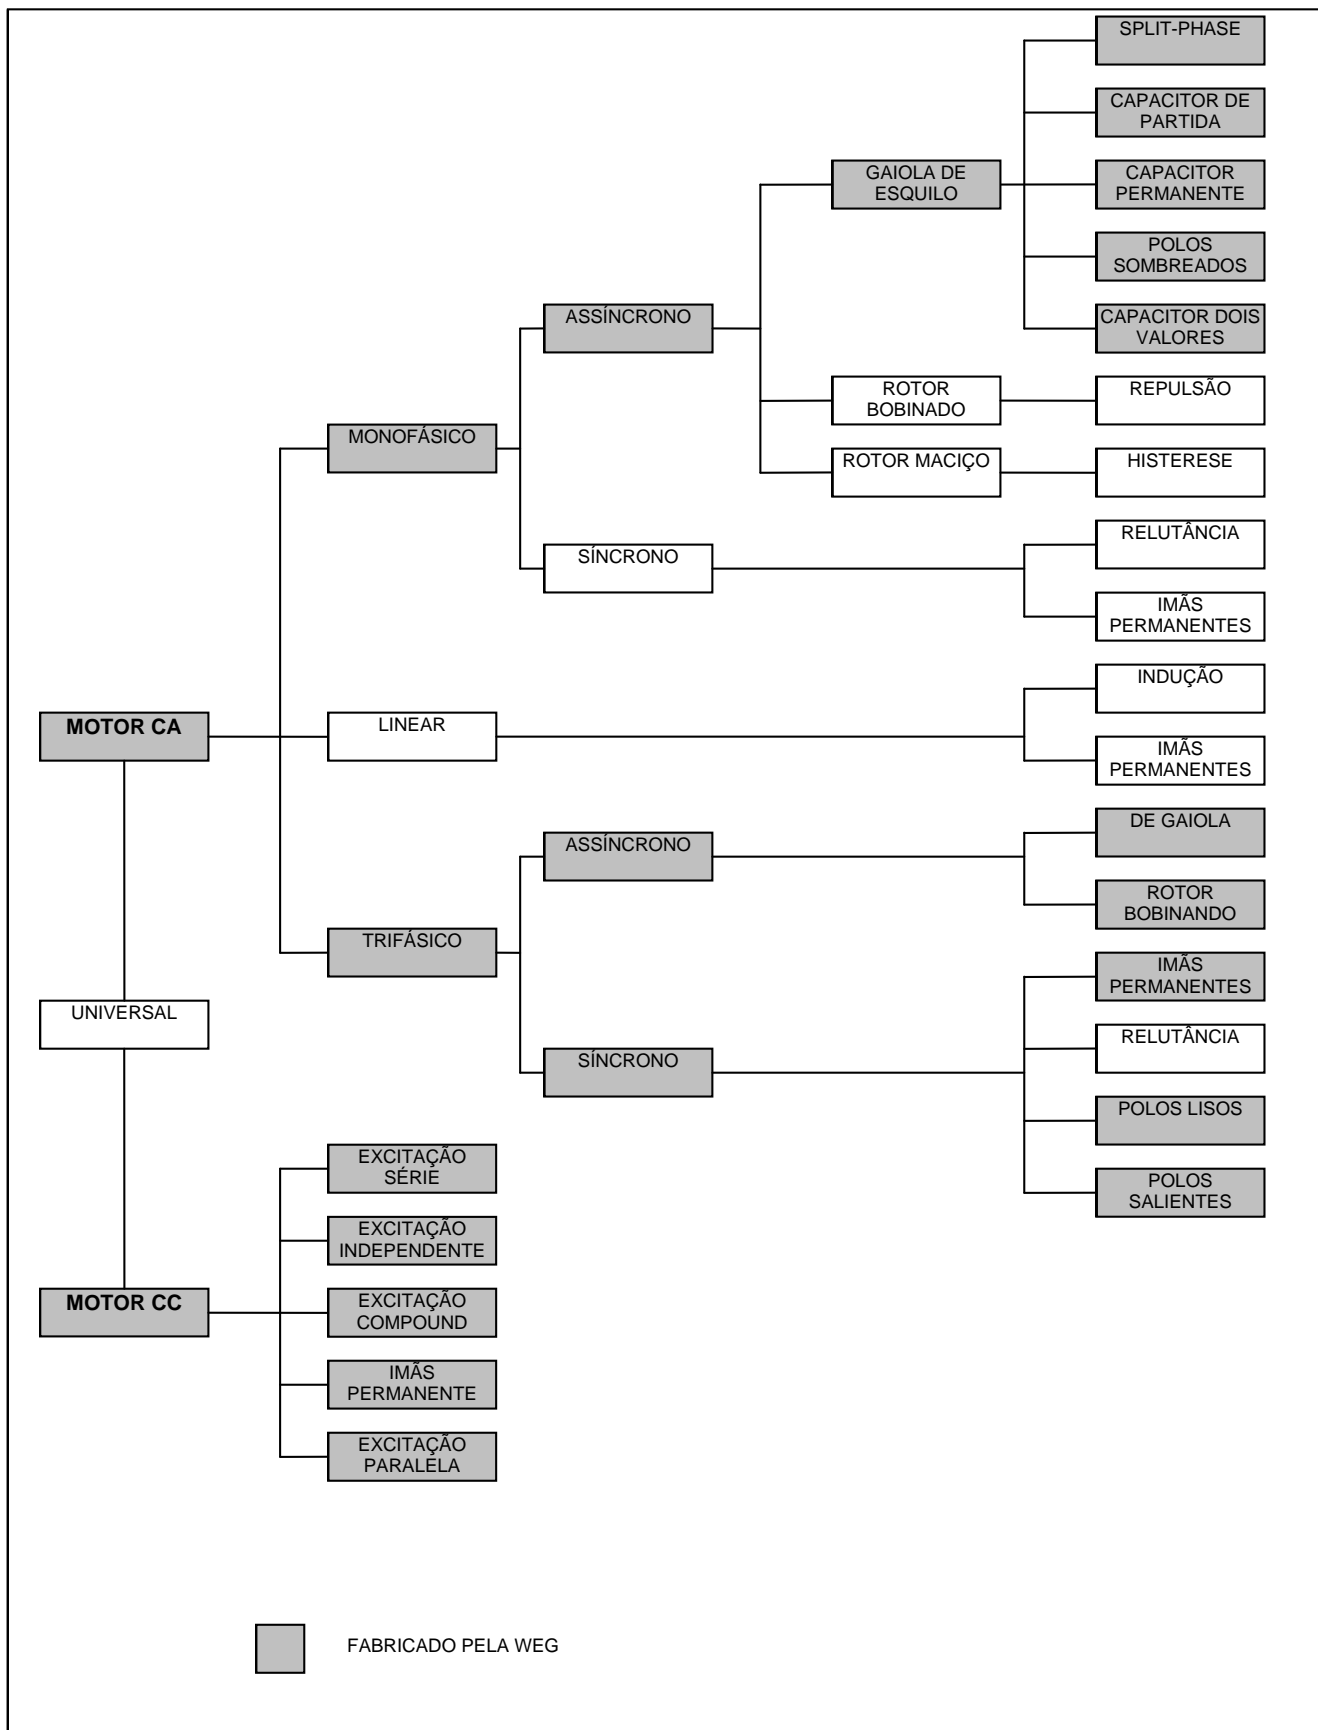 SPLIT-PHASE
CAPACITOR DE
PARTIDA
GAIOLA DE
ESQUILO
CAPACITOR
PERMANENTE
POLOS
SOMBREADOS
ASSÍNCRONO
CAPACITOR DOIS
VALORES
ROTOR
BOBINADO
REPULSÃO
MONOFÁSICO
ROTOR MACIÇO
HISTERESE
SÍNCRONO
RELUTÂNCIA
IMÃS
PERMANENTES
INDUÇÃO
MOTOR CA
LINEAR
IMÃS
PERMANENTES
ASSÍNCRONO
DE GAIOLA
ROTOR
BOBINANDO
TRIFÁSICO
IMÃS
PERMANENTES
UNIVERSAL
RELUTÂNCIA
SÍNCRONO
POLOS LISOS
EXCITAÇÃO
SÉRIE
POLOS
SALIENTES
EXCITAÇÃO
INDEPENDENTE
MOTOR CC
EXCITAÇÃO
COMPOUND
IMÃS
PERMANENTE
EXCITAÇÃO
PARALELA
FABRICADO PELA WEG